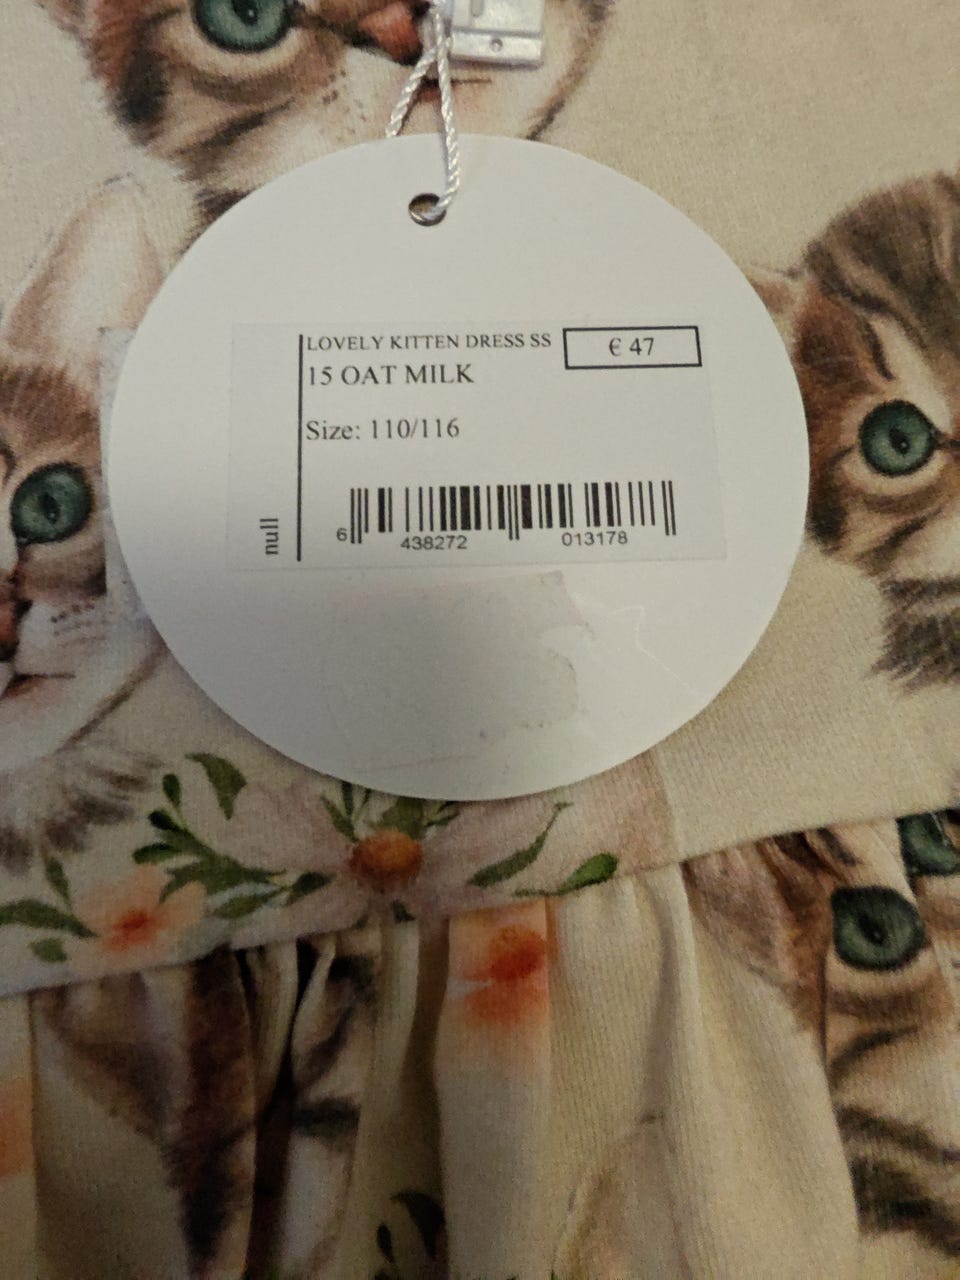 LOVELY KITTEN DRESS SS
€ 47
15 OAT MILK
Size: 110/116
null
6 438272 013178